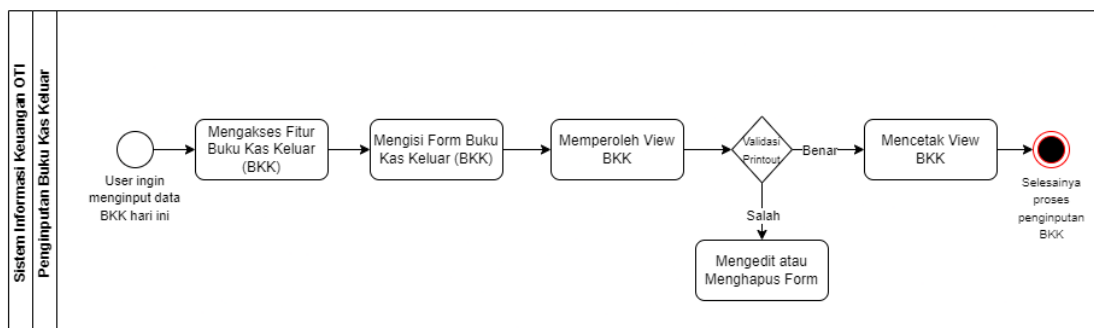 Sistem Informasi Keuangan OTI
Penginputan Buku Kas Keluar
User ingin
menginput data
BKK hari ini
Mengakses Fitur
Buku Kas Keluar
(BKK)
Mengisi Form Buku
Kas Keluar (BKK)
Memperoleh View
BKK
Validasi
Printout
Benar
Salah
Mengedit atau
Menghapus Form
Mencetak View
BKK
Selesainya
proses
penginputan
BKK